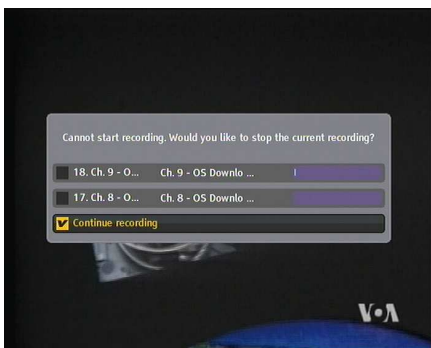 Cannot start recording. Would you like to stop the current recording?
18. Ch. 9 - O... Ch. 9 - OS Downlo ...
17. Ch. 8 - O... Ch. 8 - OS Downlo ...
Continue recording
VOA